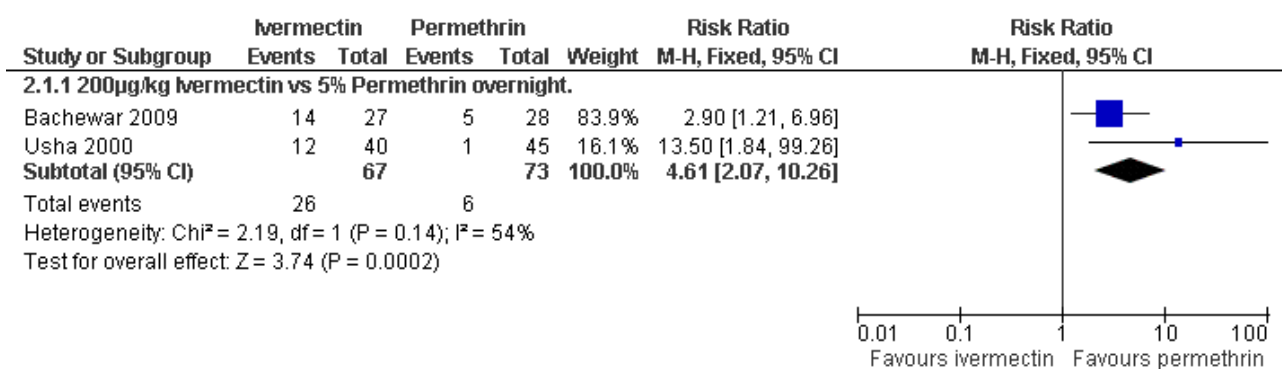 Ivermectin Permethrin Risk Ratio Risk Ratio
Study or Subgroup Events Total Events Total Weight M-H, Fixed, 95% CI M-H, Fixed, 95% CI
2.1.1 200µg/kg Ivermectin vs 5% Permethrin overnight.
Bachewar 2009 14 27 5 28 83.9% 2.90 [1.21, 6.96]
Usha 2000 12 40 1 45 16.1% 13.50 [1.84, 99.26]
Subtotal (95% CI) 67 73 100.0% 4.61 [2.07, 10.26]
Total events 26 6
Heterogeneity: Chi² = 2.19, df = 1 (P = 0.14); I² = 54%
Test for overall effect: Z = 3.74 (P = 0.0002)
0.01 0.1 1 10 100
Favours ivermectin Favours permethrin